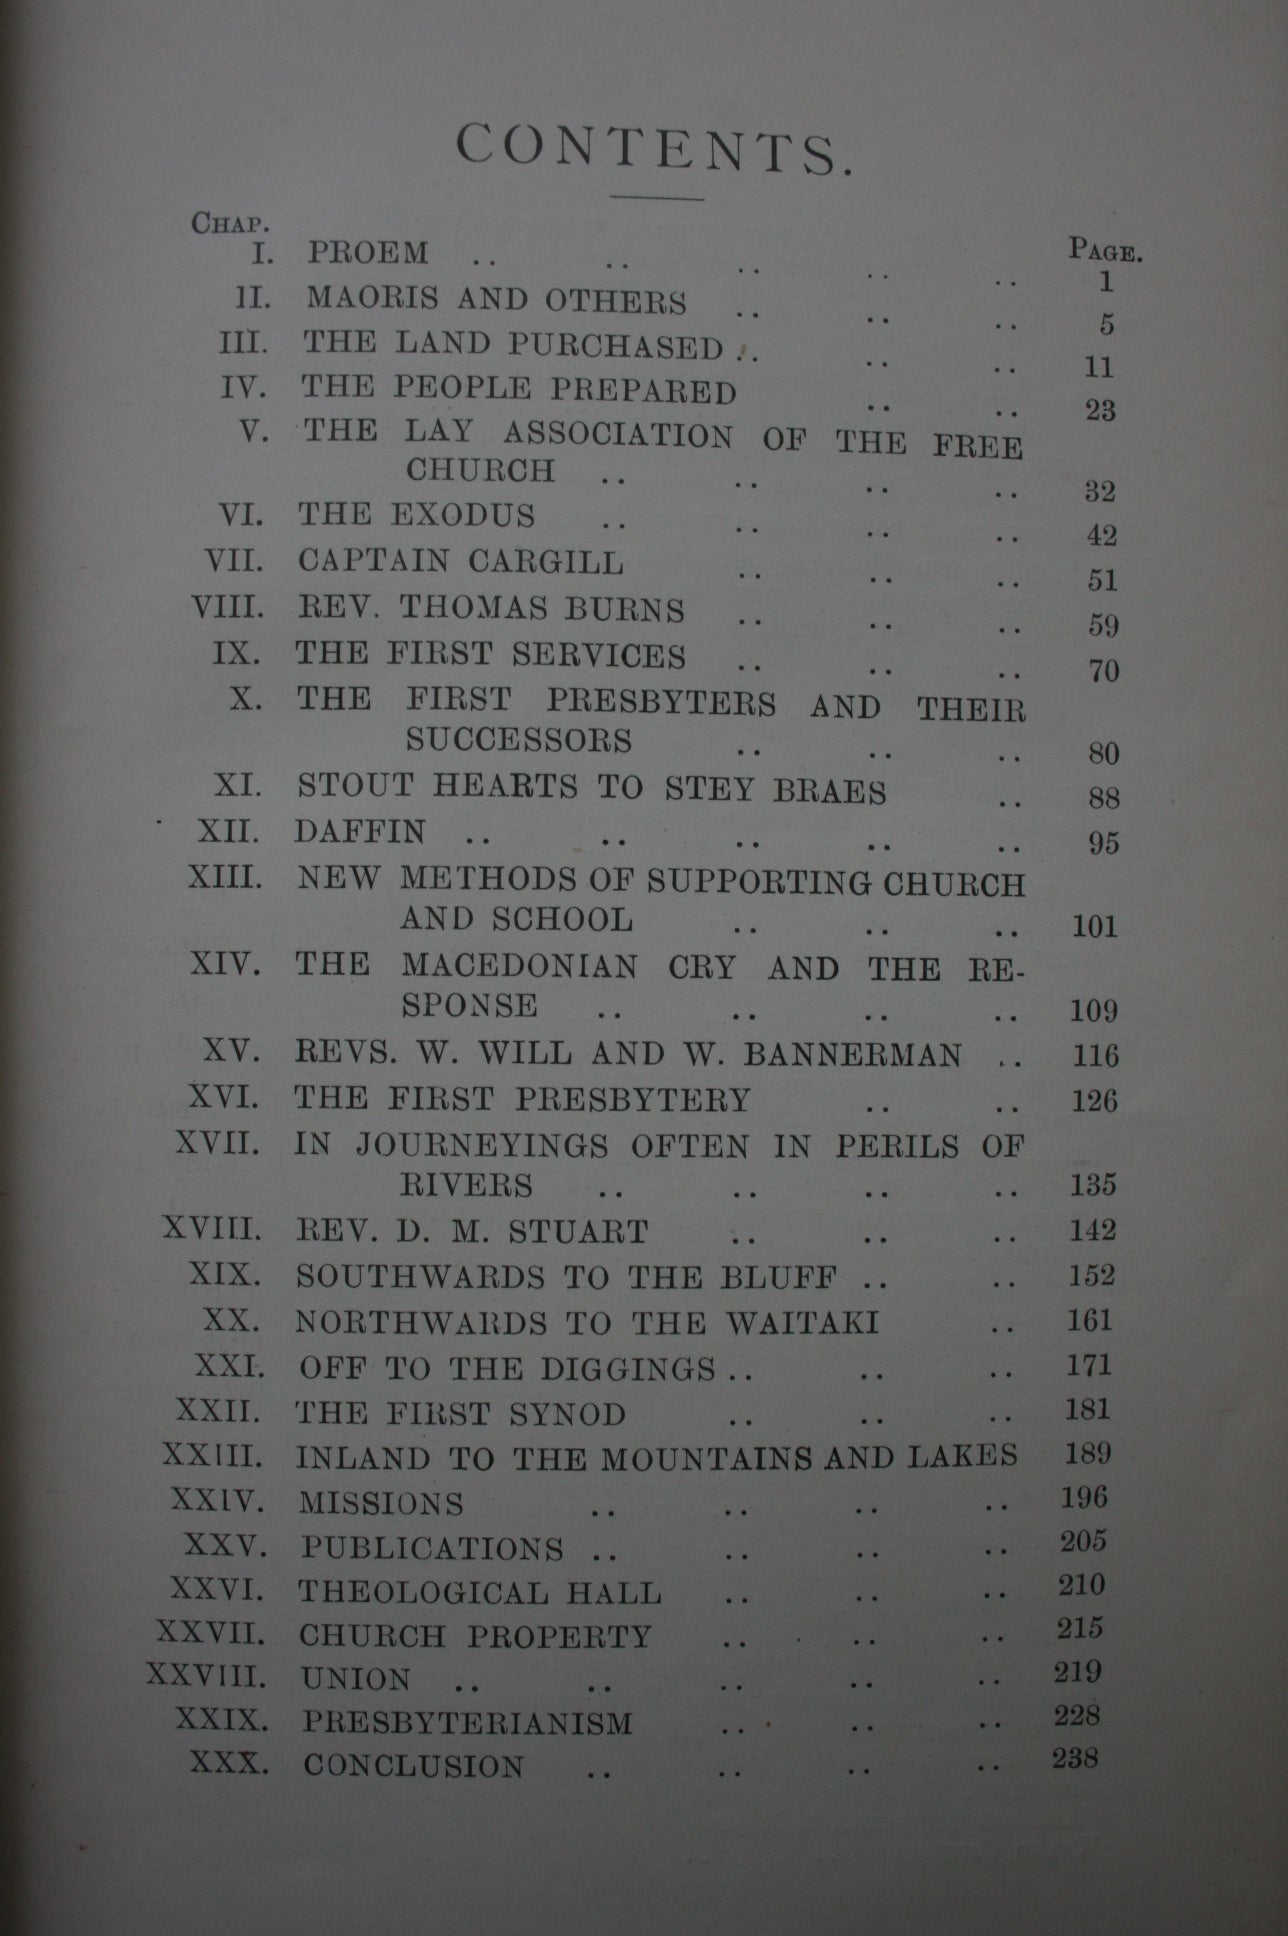 CONTENTS.
CHAP.
PAGE.
I. PROEM .. .. .. .. .. 1
II. MAORIS AND OTHERS .. .. .. 5
III. THE LAND PURCHASED .. .. .. 11
IV. THE PEOPLE PREPARED .. .. 23
V. THE LAY ASSOCIATION OF THE FREE
CHURCH .. .. .. .. 32
VI. THE EXODUS .. .. .. .. 42
VII. CAPTAIN CARGILL .. .. .. 51
VIII. REV. THOMAS BURNS .. .. .. 59
IX. THE FIRST SERVICES .. .. .. 70
X. THE FIRST PRESBYTERS AND THEIR
SUCCESSORS .. .. .. 80
XI. STOUT HEARTS TO STEY BRAES .. 88
XII. DAFFIN .. .. .. .. .. 95
XIII. NEW METHODS OF SUPPORTING CHURCH
AND SCHOOL .. .. .. 101
XIV. THE MACEDONIAN CRY AND THE RE-
SPONSE .. .. .. .. 109
XV. REVS. W. WILL AND W. BANNERMAN .. 116
XVI. THE FIRST PRESBYTERY .. .. 126
XVII. IN JOURNEYINGS OFTEN IN PERILS OF
RIVERS .. .. .. .. 135
XVIII. REV. D. M. STUART .. .. .. 142
XIX. SOUTHWARDS TO THE BLUFF .. .. 152
XX. NORTHWARDS TO THE WAITAKI .. 161
XXI. OFF TO THE DIGGINGS .. .. .. 171
XXII. THE FIRST SYNOD .. .. .. 181
XXIII. INLAND TO THE MOUNTAINS AND LAKES 189
XXIV. MISSIONS .. .. .. .. 196
XXV. PUBLICATIONS .. .. .. .. 205
XXVI. THEOLOGICAL HALL .. .. .. 210
XXVII. CHURCH PROPERTY .. .. .. 215
XXVIII. UNION .. .. .. .. .. 219
XXIX. PRESBYTERIANISM .. .. .. 228
XXX. CONCLUSION .. .. .. .. 238